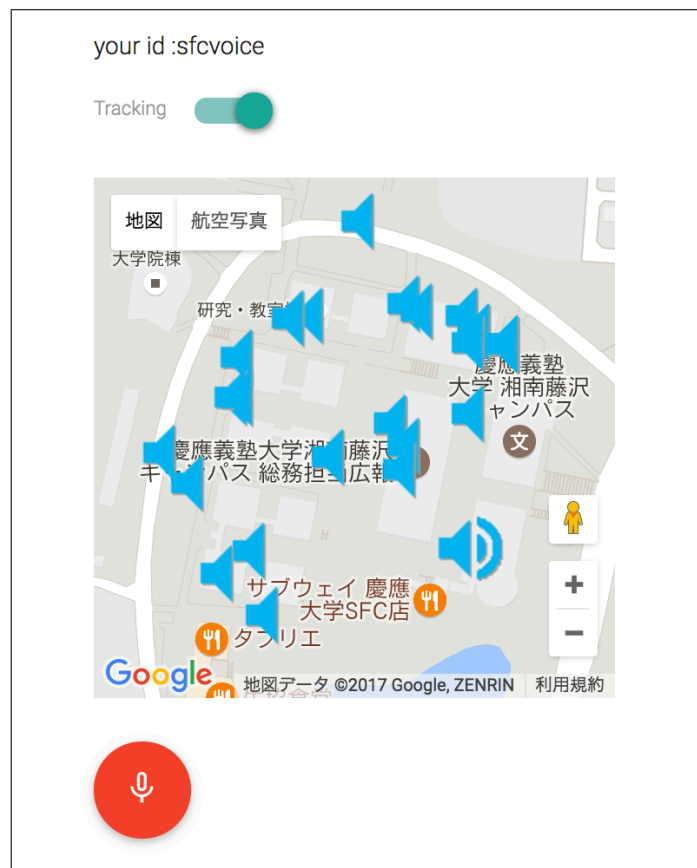 your id :sfcvoice
Tracking
地図 航空写真
大学院棟
研究・教室
慶應義塾
大学 湘南藤沢
キャンパス
文
慶應義塾大学湘南藤沢
キャンパス 総務担当広報
サブウェイ 慶應
大学SFC店
タブリエ
Google 地図データ ©2017 Google, ZENRIN 利用規約